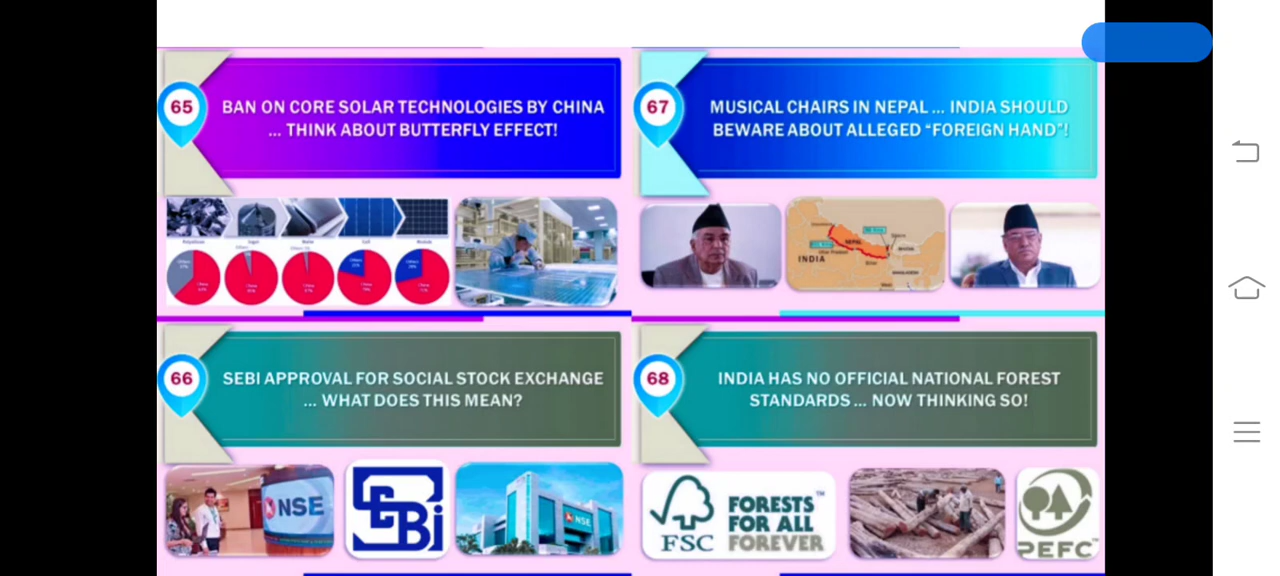 65
BAN ON CORE SOLAR TECHNOLOGIES BY CHINA
... THINK ABOUT BUTTERFLY EFFECT!
67
MUSICAL CHAIRS IN NEPAL ... INDIA SHOULD
BEWARE ABOUT ALLEGED “FOREIGN HAND”!
NEPAL
INDIA
66
SEBI APPROVAL FOR SOCIAL STOCK EXCHANGE
... WHAT DOES THIS MEAN?
NSE
SEBi
NSE
68
INDIA HAS NO OFFICIAL NATIONAL FOREST
STANDARDS ... NOW THINKING SO!
FSC
FORESTS
FOR ALL
FOREVER
™
PEFC